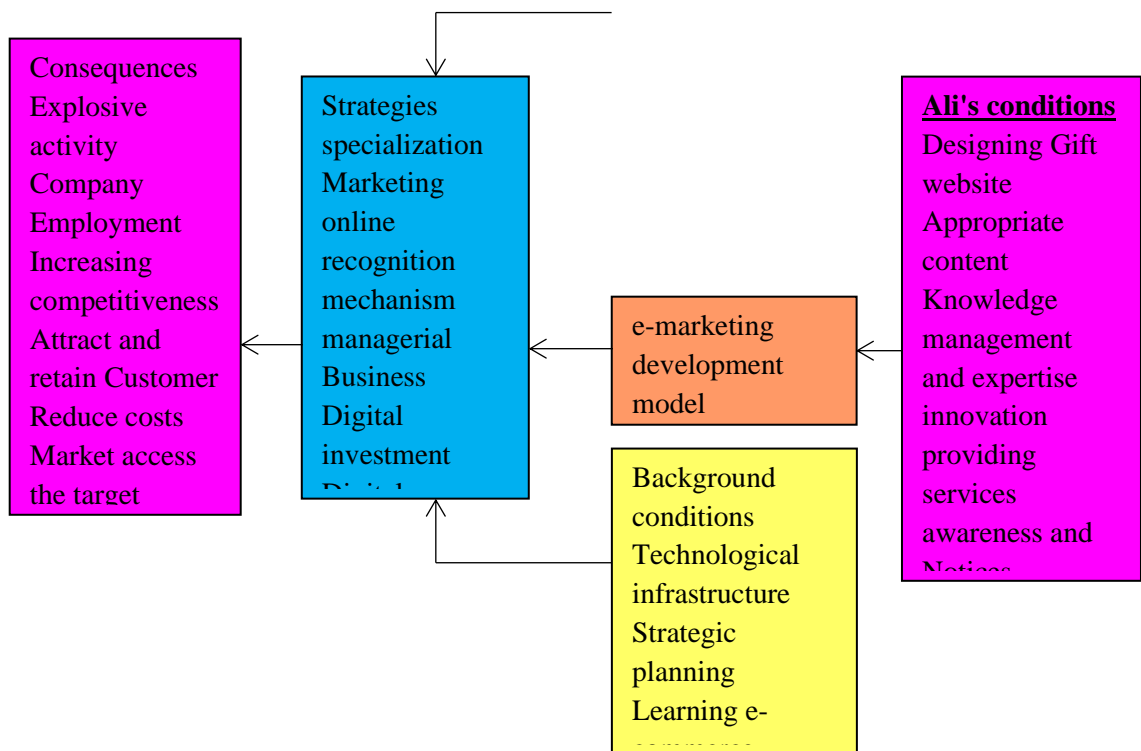 Consequences
Explosive
activity
Company
Employment
Increasing
competitiveness
Attract and
retain Customer
Reduce costs
Market access
the target
Strategies
specialization
Marketing
online
recognition
mechanism
managerial
Business
Digital
investment
Digital
e-marketing
development
model
Background
conditions
Technological
infrastructure
Strategic
planning
Learning e-
Ali's conditions
Designing Gift
website
Appropriate
content
Knowledge
management
and expertise
innovation
providing
services
awareness and
Notices